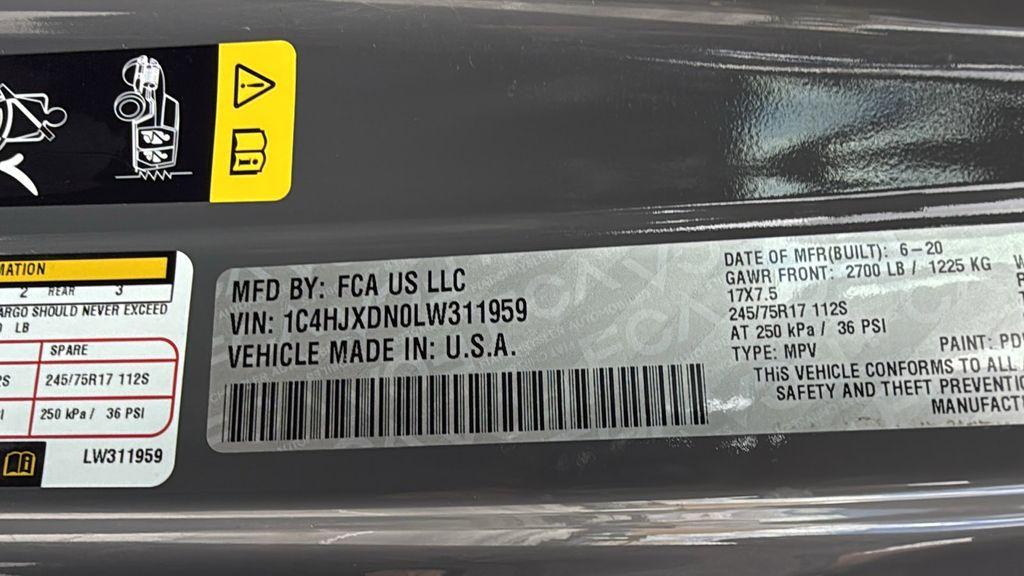 MATION
2 REAR 3
ARGO SHOULD NEVER EXCEED
LB
SPARE
245/75R17 112S
250 kPa / 36 PSI
LW311959
MFD BY: FCA US LLC
VIN: 1C4HJXDN0LW311959
VEHICLE MADE IN: U.S.A.
DATE OF MFR(BUILT): 6-20
GAWR FRONT: 2700 LB / 1225 KG
17X7.5
245/75R17 112S
AT 250 kPa / 36 PSI
TYPE: MPV
PAINT: PD
THIS VEHICLE CONFORMS TO ALL
SAFETY AND THEFT PREVENTIO
MANUFACT